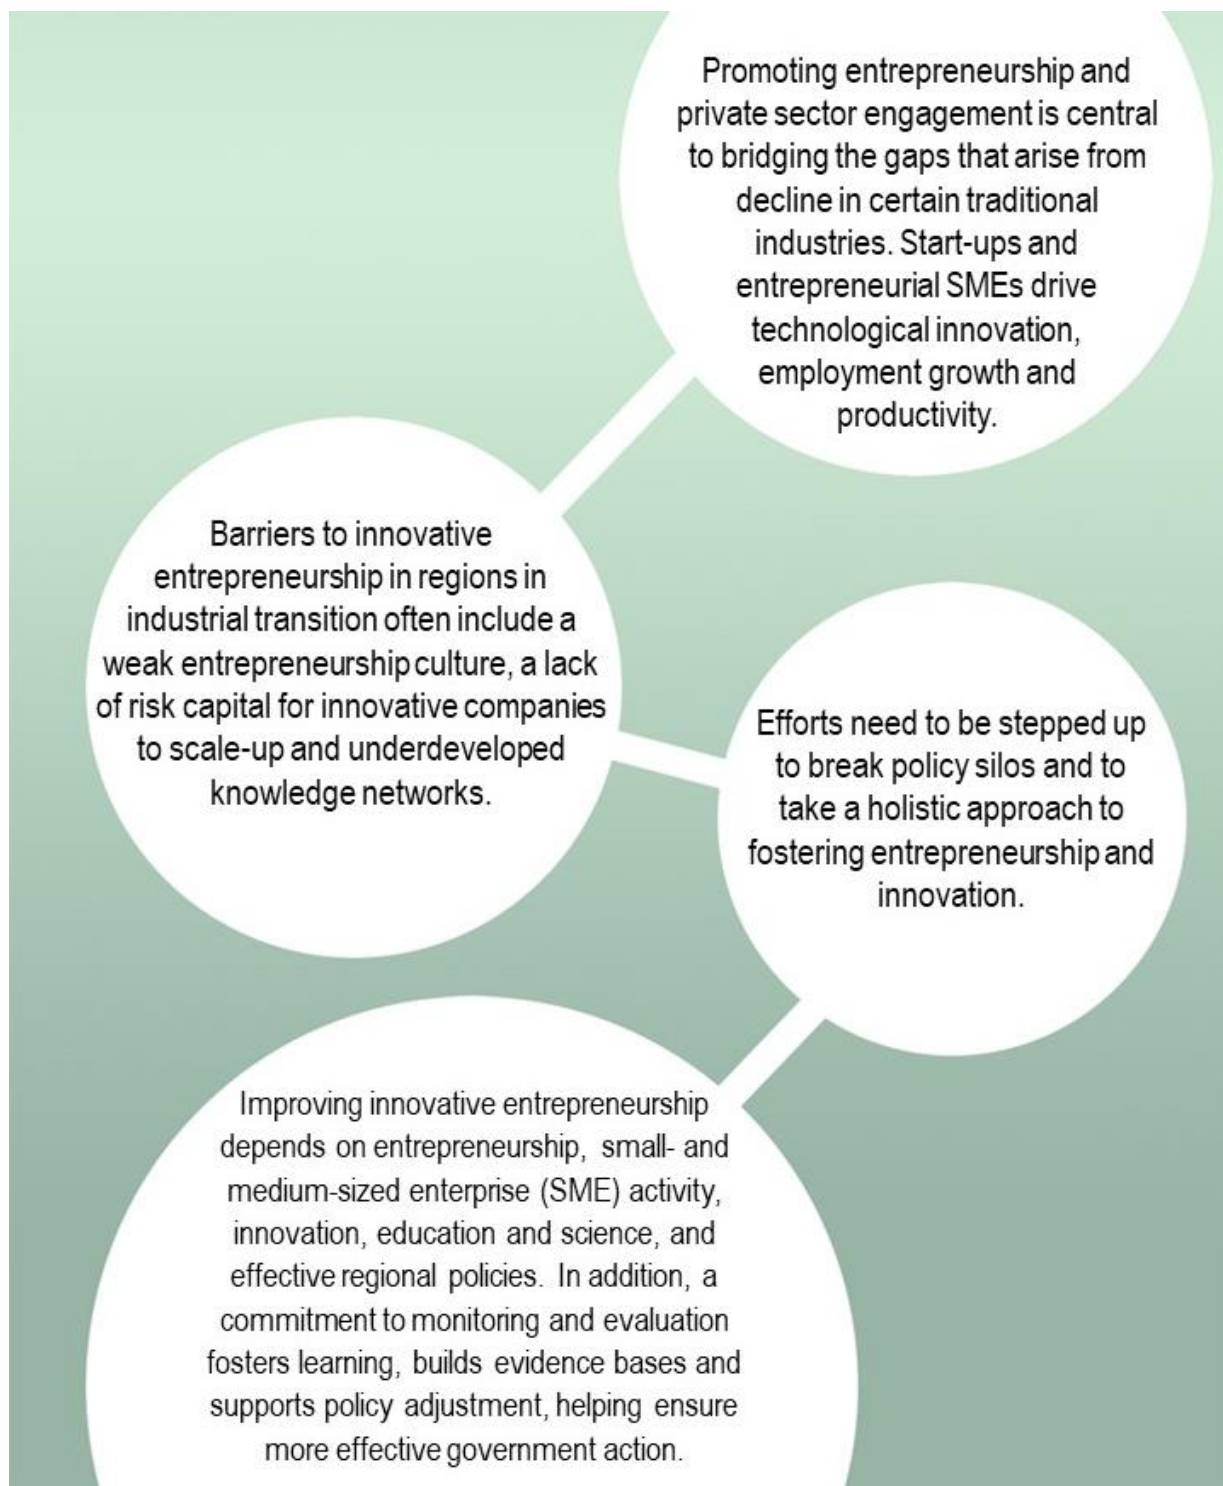 Promoting entrepreneurship and
private sector engagement is central
to bridging the gaps that arise from
decline in certain traditional
industries. Start-ups and
entrepreneurial SMEs drive
technological innovation,
employment growth and
productivity.
Barriers to innovative
entrepreneurship in regions in
industrial transition often include a
weak entrepreneurship culture, a lack
of risk capital for innovative companies
to scale-up and underdeveloped
knowledge networks.
Efforts need to be stepped up
to break policy silos and to
take a holistic approach to
fostering entrepreneurship and
innovation.
Improving innovative entrepreneurship
depends on entrepreneurship, small- and
medium-sized enterprise (SME) activity,
innovation, education and science, and
effective regional policies. In addition, a
commitment to monitoring and evaluation
fosters learning, builds evidence bases and
supports policy adjustment, helping ensure
more effective government action.